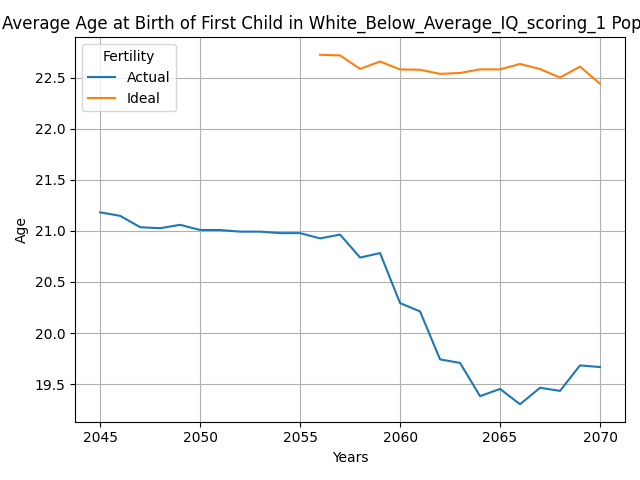 Average Age at Birth of First Child in White_Below_Average_IQ_scoring_1 Pop
Fertility
Actual
Ideal
22.5
22.0
21.5
21.0
20.5
20.0
19.5
Age
2045 2050 2055 2060 2065 2070
Years